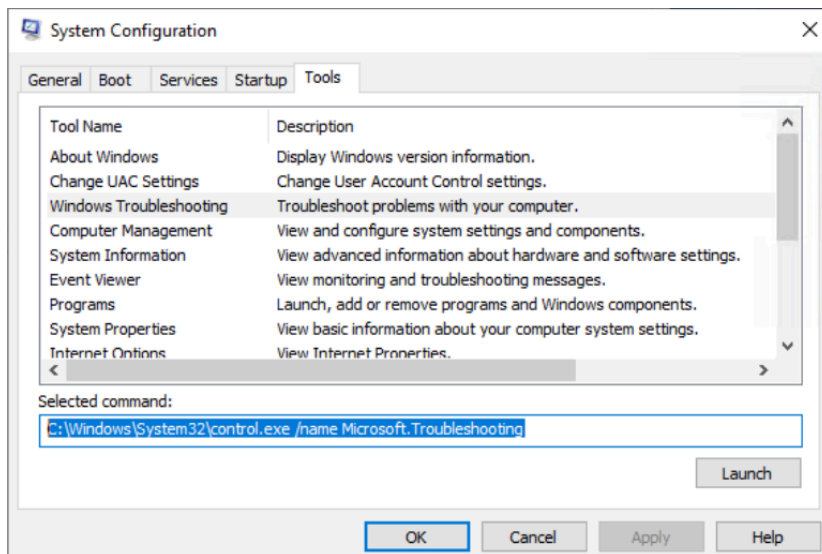 System Configuration
General Boot Services Startup Tools
Tool Name Description
About Windows Display Windows version information.
Change UAC Settings Change User Account Control settings.
Windows Troubleshooting Troubleshoot problems with your computer.
Computer Management View and configure system settings and components.
System Information View advanced information about hardware and software settings.
Event Viewer View monitoring and troubleshooting messages.
Programs Launch, add or remove programs and Windows components.
System Properties View basic information about your computer system settings.
Internet Options View Internet Properties.
Selected command:
C:\Windows\System32\control.exe /name Microsoft.Troubleshooting
Launch
OK Cancel Apply Help